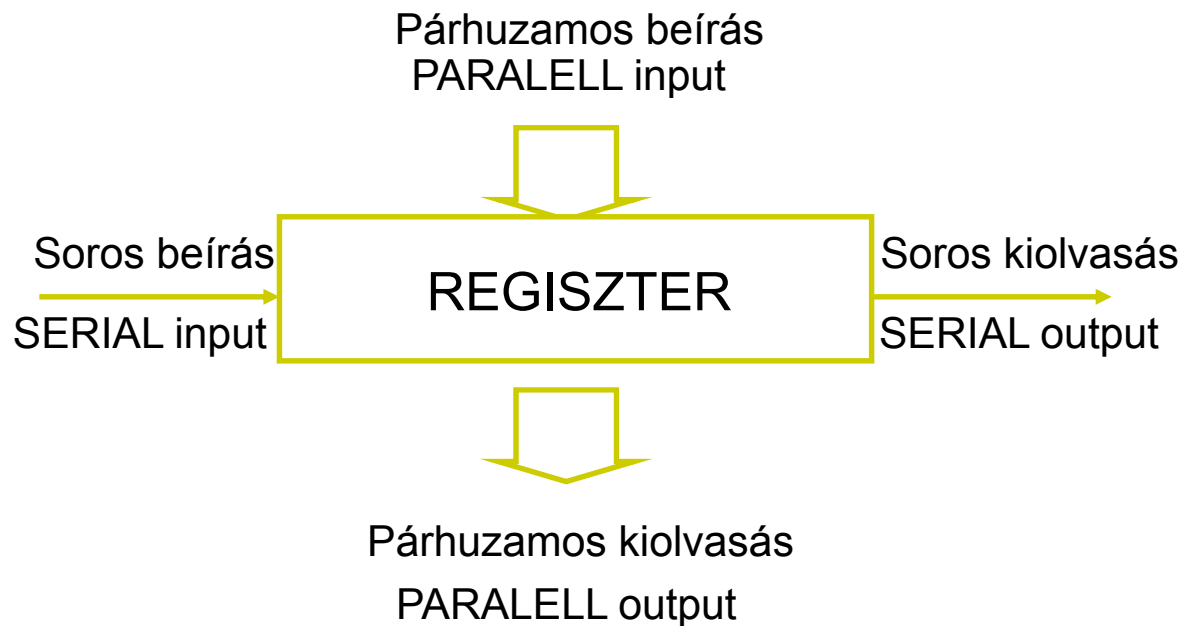 Párhuzamos beírás
PARALELL input
Soros beírás
SERIAL input
REGISZTER
Soros kiolvasás
SERIAL output
Párhuzamos kiolvasás
PARALELL output